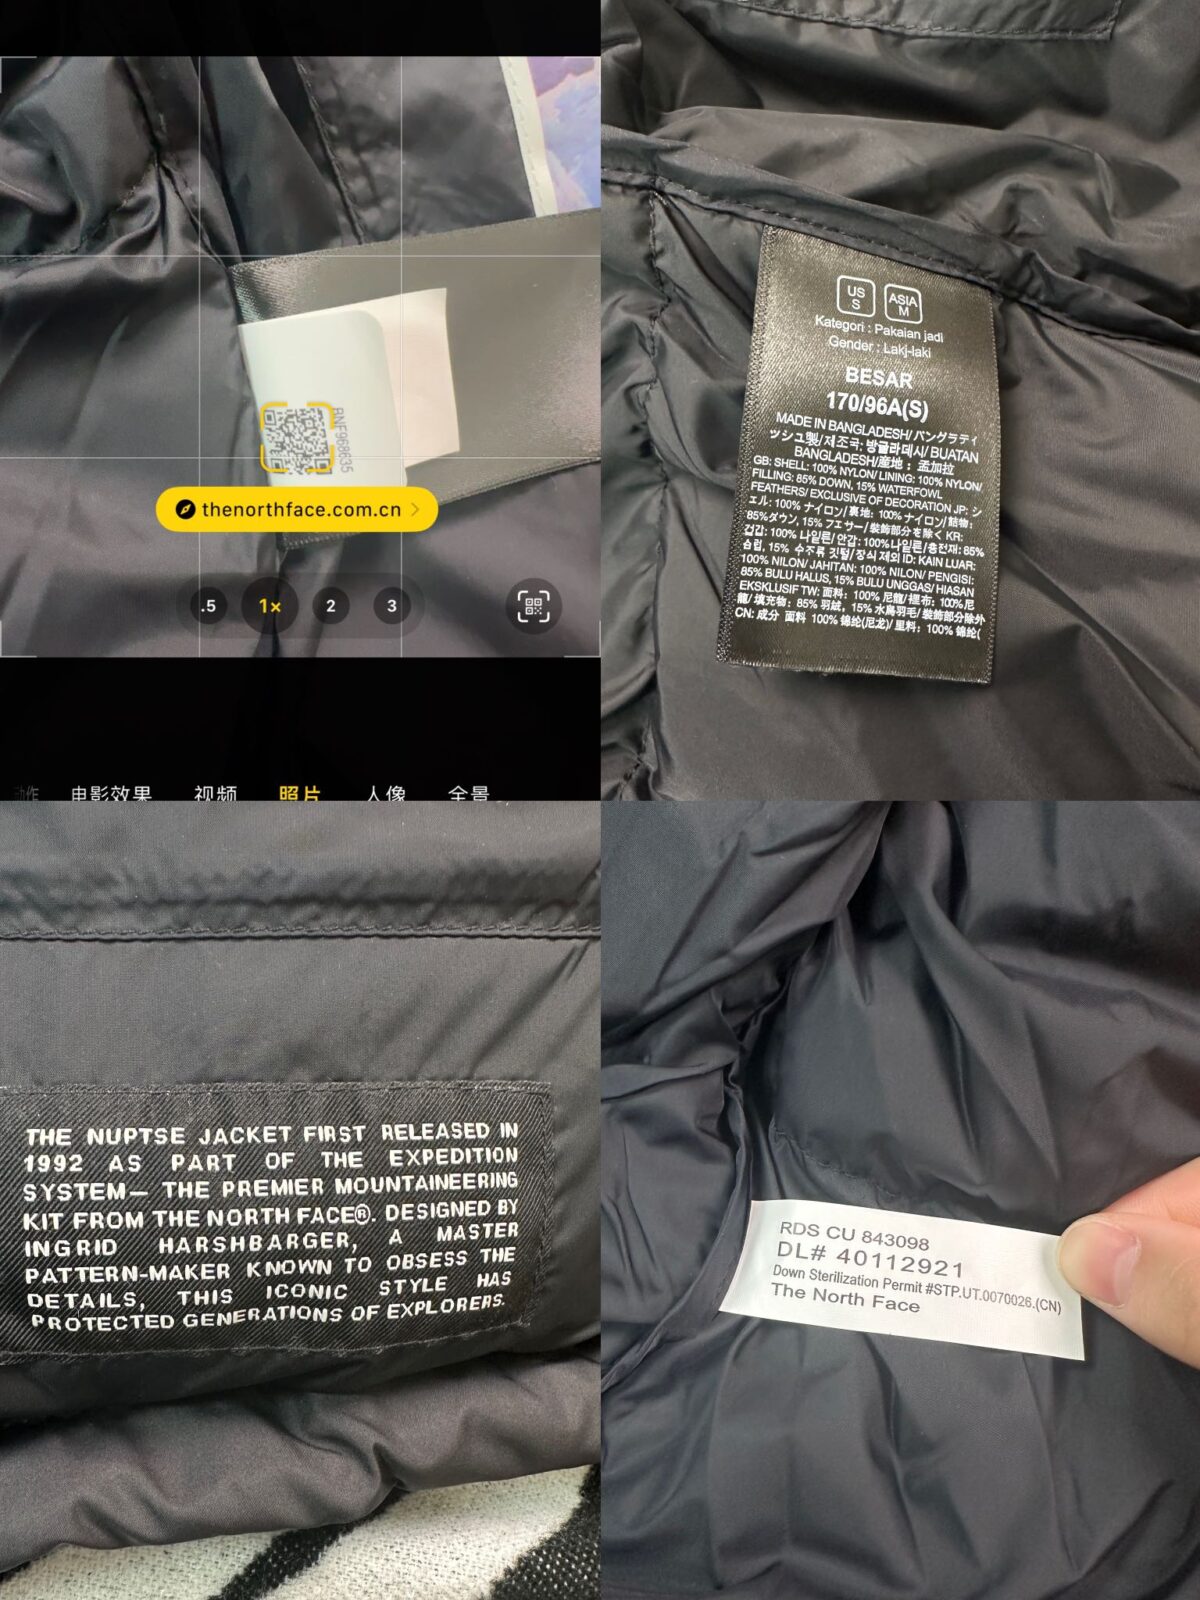 BNF968635
thenorthface.com.cn
.5 1× 2 3
电影效果 视频 照片 人像 全景
US
S
ASIA
M
Kategori : Pakaian jadi
Gender : Laki-laki
BESAR
170/96A(S)
MADE IN BANGLADESH/ バングラディ
ッシュ製/제조국: 방글라데시/ BUATAN
BANGLADESH/產地 : 孟加拉
GB: SHELL: 100% NYLON/ LINING: 100% NYLON/
FILLING: 85% DOWN, 15% WATERFOWL
FEATHERS/ EXCLUSIVE OF DECORATION JP: シ
ェル: 100% ナイロン/ 裏地: 100% ナイロン/ 詰物:
85%ダウン, 15% フェザー/ 装飾部分を除く KR:
겉감: 100% 나일론/ 안감: 100% 나일론/ 충전재: 85%
솜털, 15% 수조류 깃털/ 장식 제외 ID: KAIN LUAR:
100% NILON/ JAHITAN: 100% NILON/ PENGISI:
85% BULU HALUS, 15% BULU UNGGAS/ HIASAN
EKSKLUSIF TW: 面料: 100% 尼龍/ 裡布: 100% 尼
龍/ 填充物: 85% 羽絨, 15% 水鳥羽毛/ 裝飾部分除外
CN: 成分 面料 100% 锦纶(尼龙)/ 里料: 100% 锦纶(
THE NUPTSE JACKET FIRST RELEASED IN
1992 AS PART OF THE EXPEDITION
SYSTEM— THE PREMIER MOUNTAINEERING
KIT FROM THE NORTH FACE®. DESIGNED BY
INGRID HARSHBARGER, A MASTER
PATTERN-MAKER KNOWN TO OBSESS THE
DETAILS, THIS ICONIC STYLE HAS
PROTECTED GENERATIONS OF EXPLORERS.
RDS CU 843098
DL# 40112921
Down Sterilization Permit #STP.UT.0070026.(CN)
The North Face